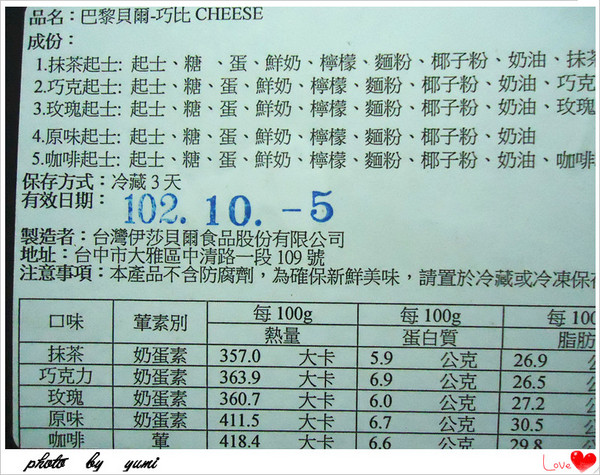 品名：巴黎貝爾-巧比 CHEESE
成份：
1.抹茶起士: 起士、糖 、蛋、鮮奶、檸檬、麵粉、椰子粉、奶油、抹茶
2.巧克起士: 起士、糖、蛋、鮮奶、檸檬、麵粉、椰子粉、奶油、巧克
3.玫瑰起士: 起士、糖、蛋、鮮奶、檸檬、麵粉、椰子粉、奶油、玫瑰
4.原味起士: 起士、糖、蛋、鮮奶、檸檬、麵粉、椰子粉、奶油
5.咖啡起士: 起士、糖、蛋、鮮奶、檸檬、麵粉、椰子粉、奶油、咖啡
保存方式：冷藏 3 天
有效日期： 102. 10. -5
製造者：台灣伊莎貝爾食品股份有限公司
地址：台中市大雅區中清路一段 109 號
注意事項：本產品不含防腐劑，為確保新鮮美味，請置於冷藏或冷凍保存
口味 葷素別 每 100g 每 100g 每 100
熱量 蛋白質 脂肪
抹茶 奶蛋素 357.0 大卡 5.9 公克 26.9 公
巧克力 奶蛋素 363.9 大卡 6.9 公克 26.5
玫瑰 奶蛋素 360.7 大卡 6.0 公克 27.2
原味 奶蛋素 411.5 大卡 6.7 公克 30.5
咖啡 葷 418.4 大卡 6.6 公克 29.8
photo by yumi
Love